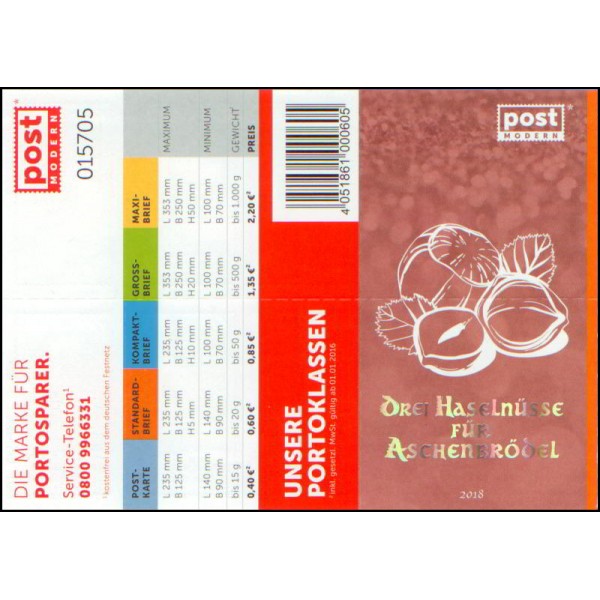 DIE MARKE FÜR
PORTOSPARER.
Service-Telefon¹
0800 9966331
¹ kostenfrei aus dem deutschen Festnetz
post
MODERN
015705
POST-
KARTE
STANDARD-
BRIEF
KOMPAKT-
BRIEF
GROSS-
BRIEF
MAXI-
BRIEF
L 235 mm L 235 mm L 235 mm L 353 mm L 353 mm MAXIMUM
B 125 mm B 125 mm B 125 mm B 250 mm B 250 mm
H 5 mm H 10 mm H 20 mm H 50 mm
L 140 mm L 140 mm L 100 mm L 100 mm L 100 mm MINIMUM
B 90 mm B 90 mm B 70 mm B 70 mm B 70 mm
bis 15 g bis 20 g bis 50 g bis 500 g bis 1.000 g GEWICHT
0,40 €² 0,60 €² 0,85 €² 1,35 €² 2,20 €² PREIS
UNSERE
PORTOKLASSEN
² inkl. gesetzl. MwSt. gültig ab 01.01.2016
4 051861 000605
post
MODERN
Drei Haselnüsse
für
Aschenbrödel
2018